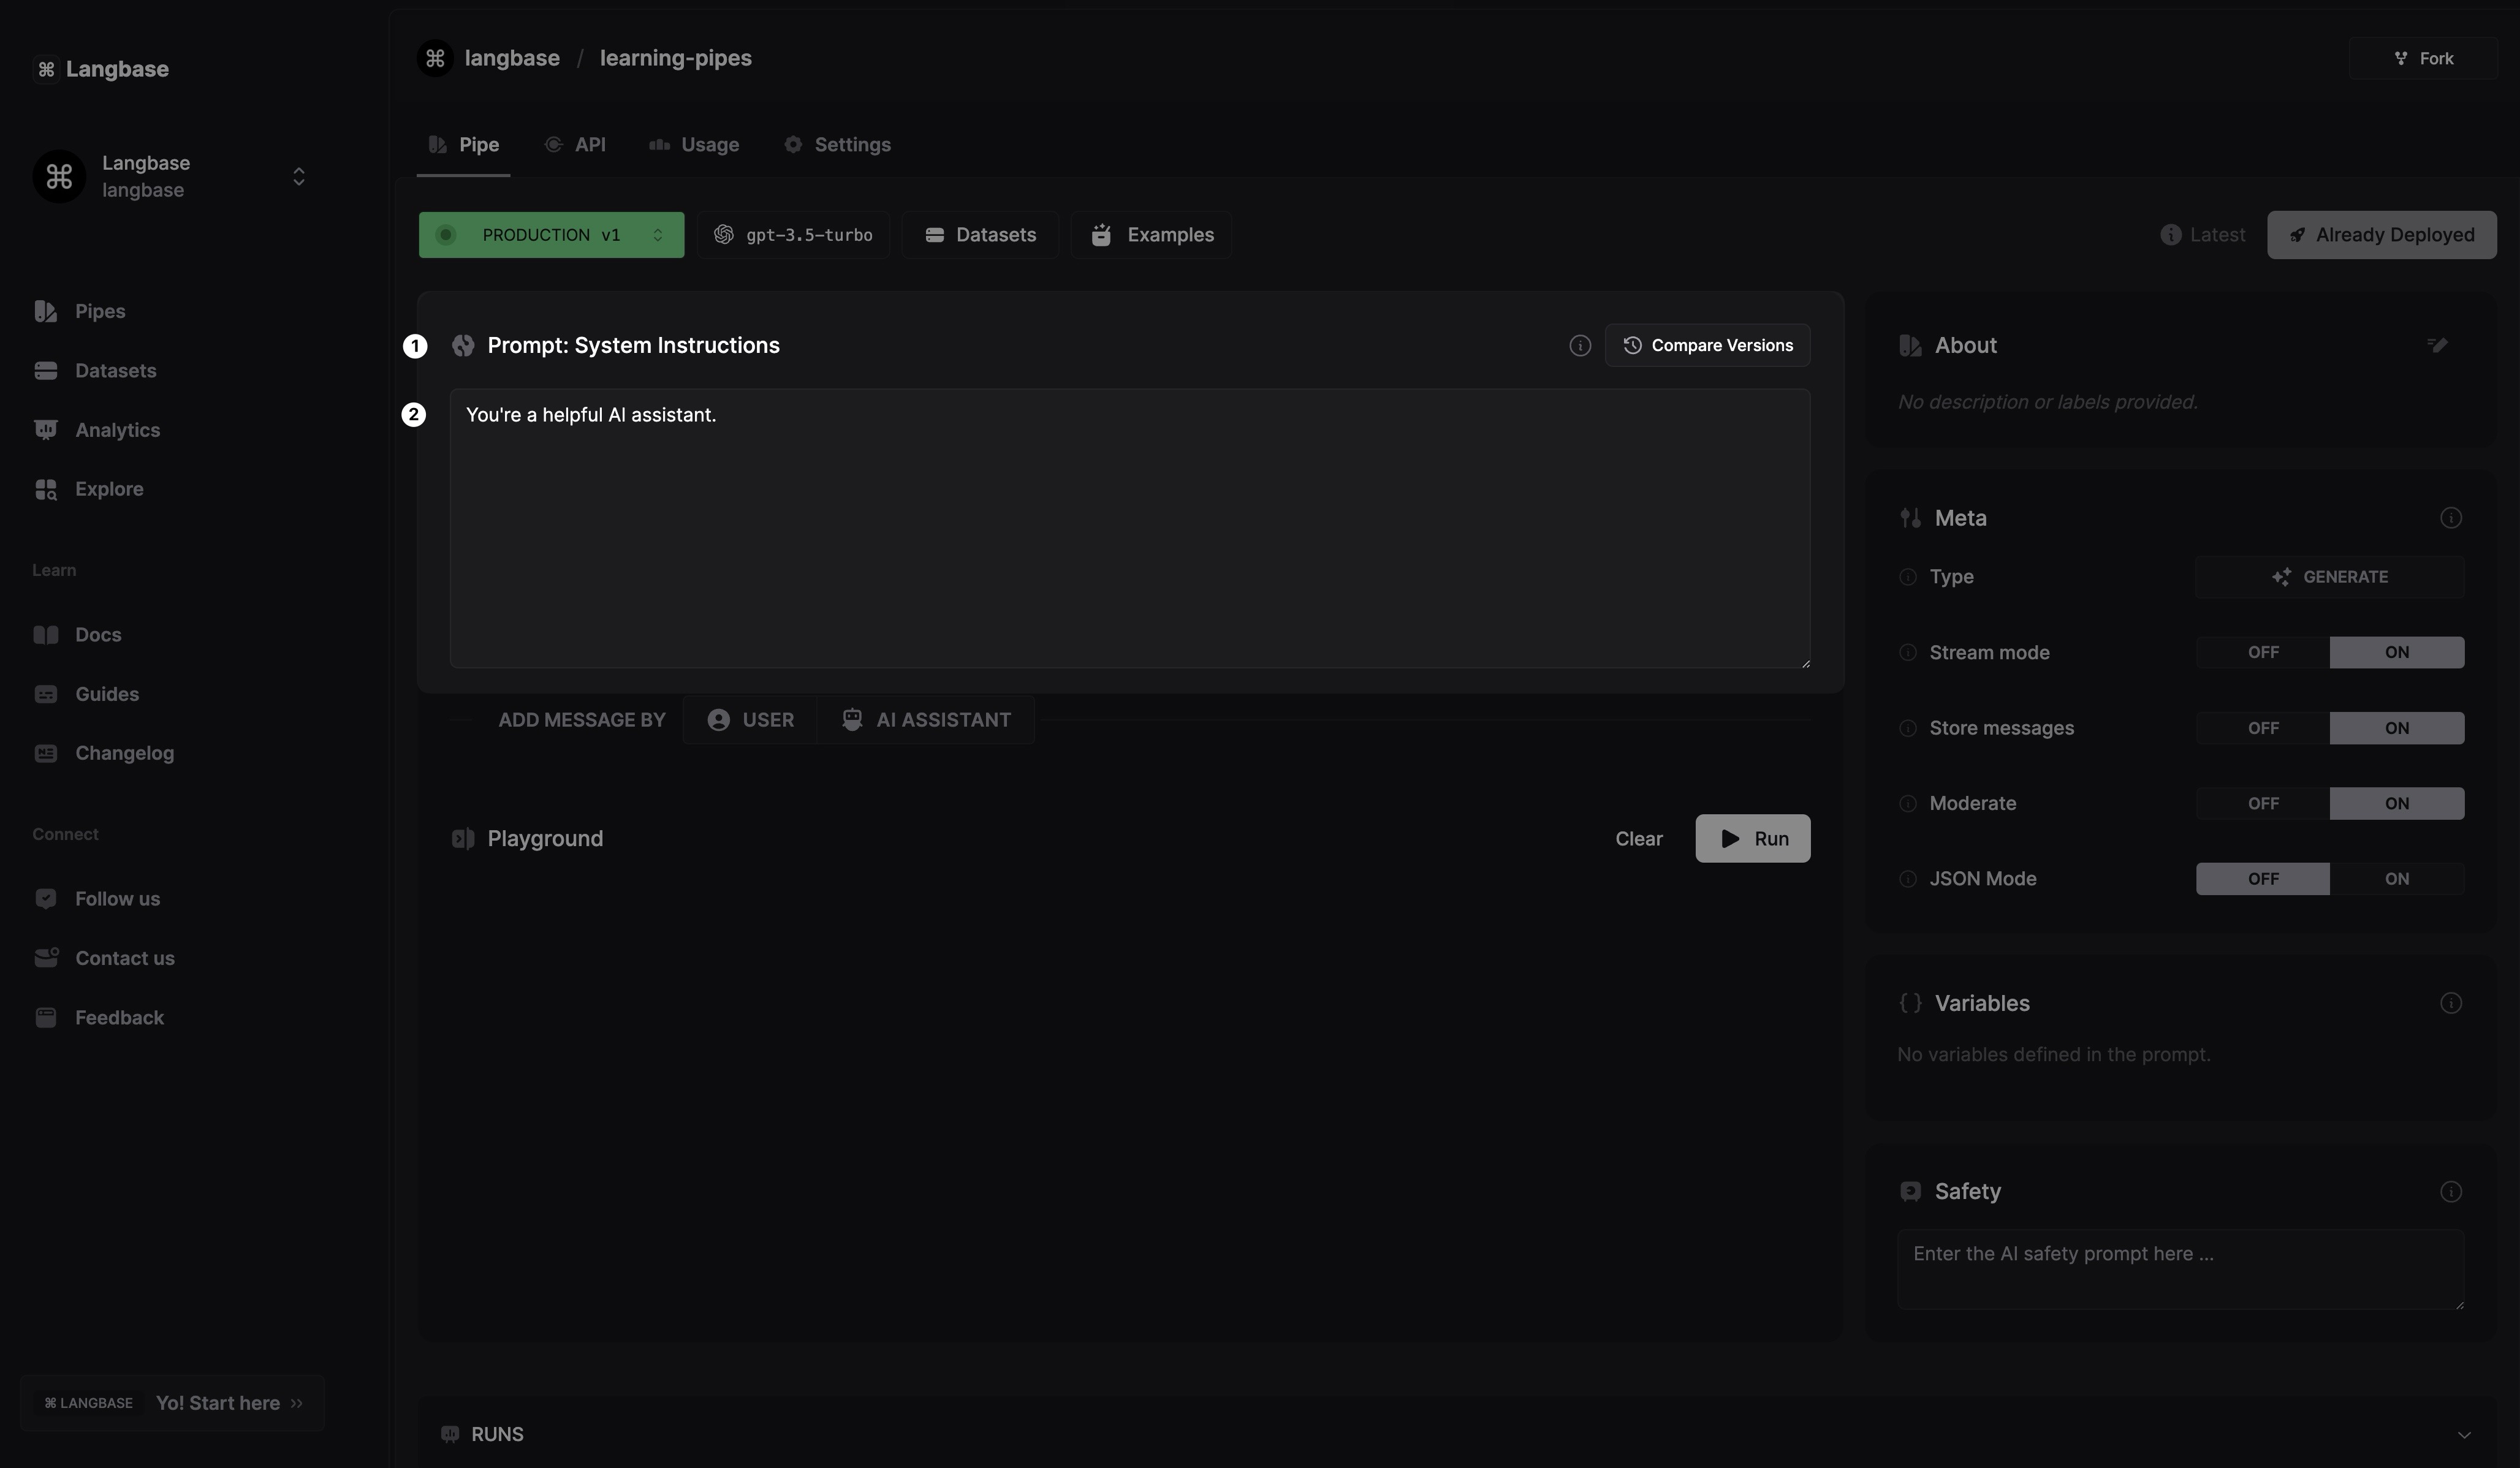 Langbase
Langbase
langbase
Pipes
Datasets
Analytics
Explore
Learn
Docs
Guides
Changelog
Connect
Follow us
Contact us
Feedback
⌘ LANGBASE Yo! Start here
langbase / learning-pipes
Fork
Pipe API Usage Settings
PRODUCTION v1 gpt-3.5-turbo Datasets Examples
Latest Already Deployed
1 Prompt: System Instructions Compare Versions
2 You're a helpful AI assistant.
ADD MESSAGE BY USER AI ASSISTANT
Playground Clear Run
About
No description or labels provided.
Meta
Type GENERATE
Stream mode OFF ON
Store messages OFF ON
Moderate OFF ON
JSON Mode OFF ON
Variables
No variables defined in the prompt.
Safety
Enter the AI safety prompt here ...
RUNS